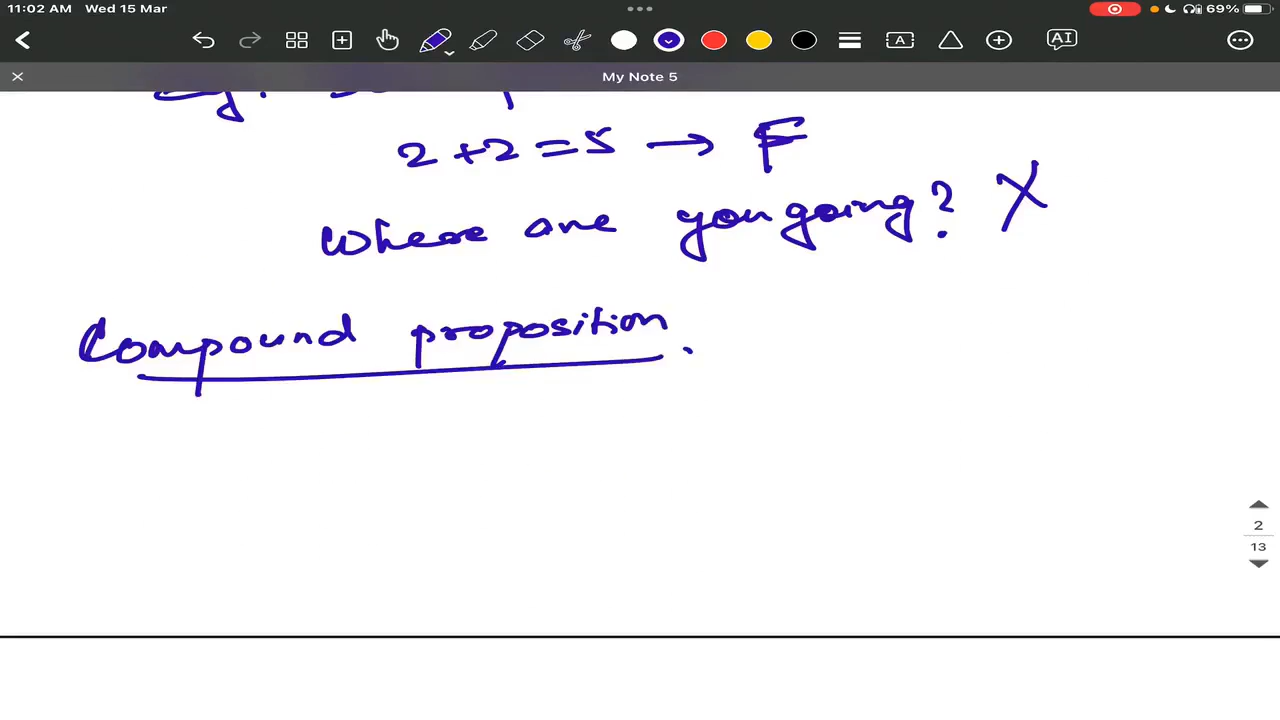 11:02 AM Wed 15 Mar
69%
A
AI
My Note 5
2 + 2 = 5 → F
Where are you going? X
Compound proposition.
2
13